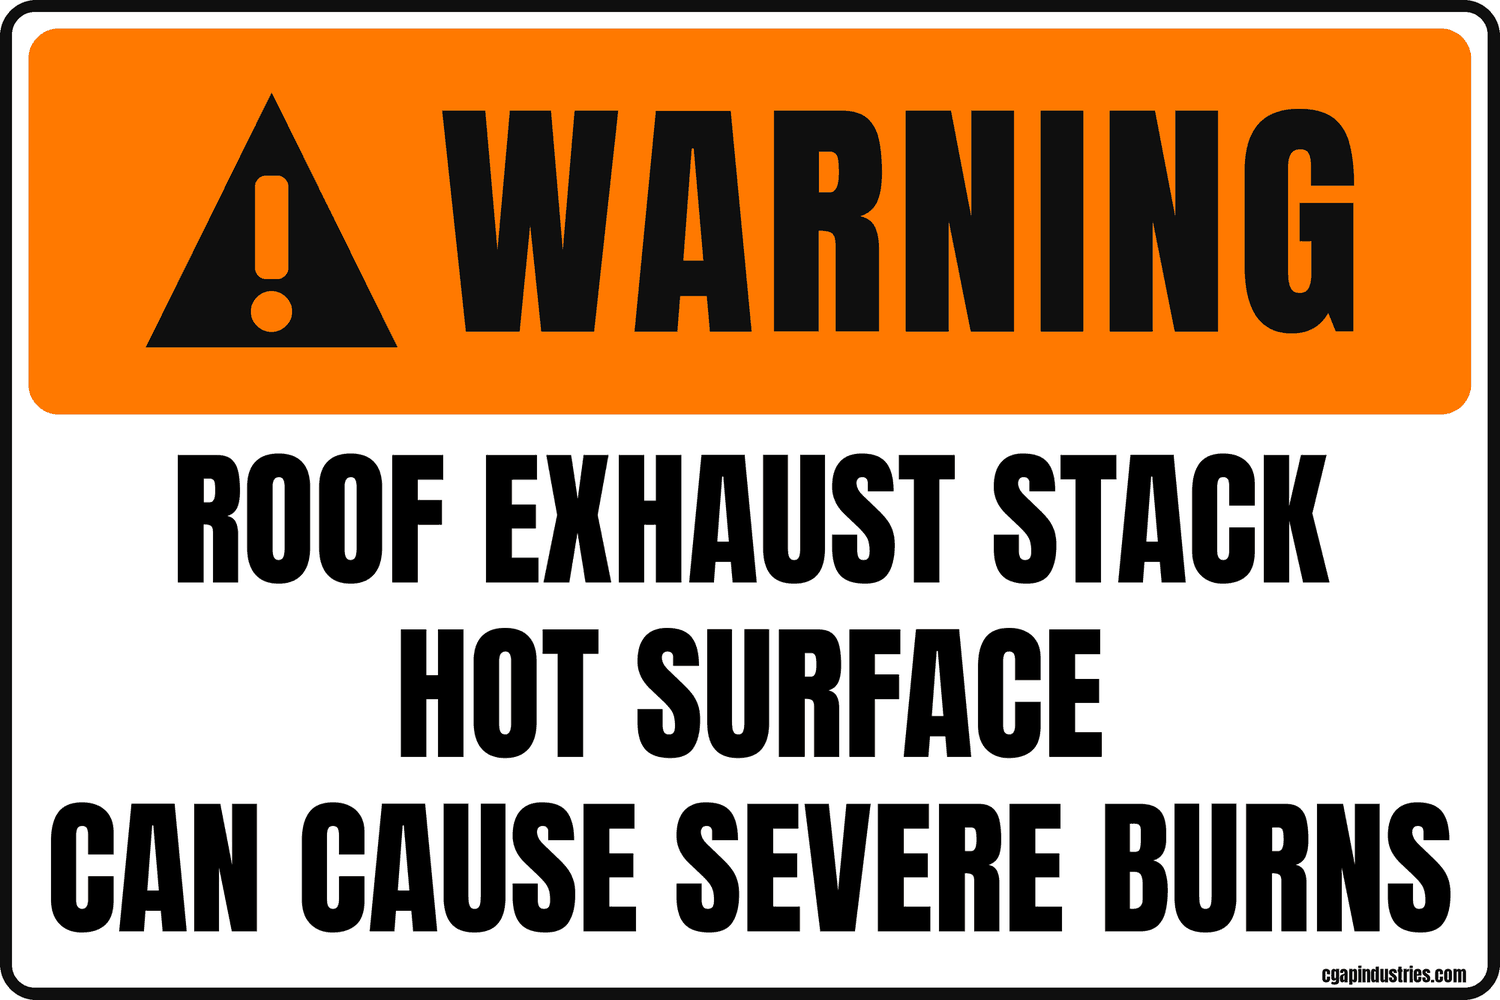 WARNING
ROOF EXHAUST STACK
HOT SURFACE
CAN CAUSE SEVERE BURNS
cgapindustries.com